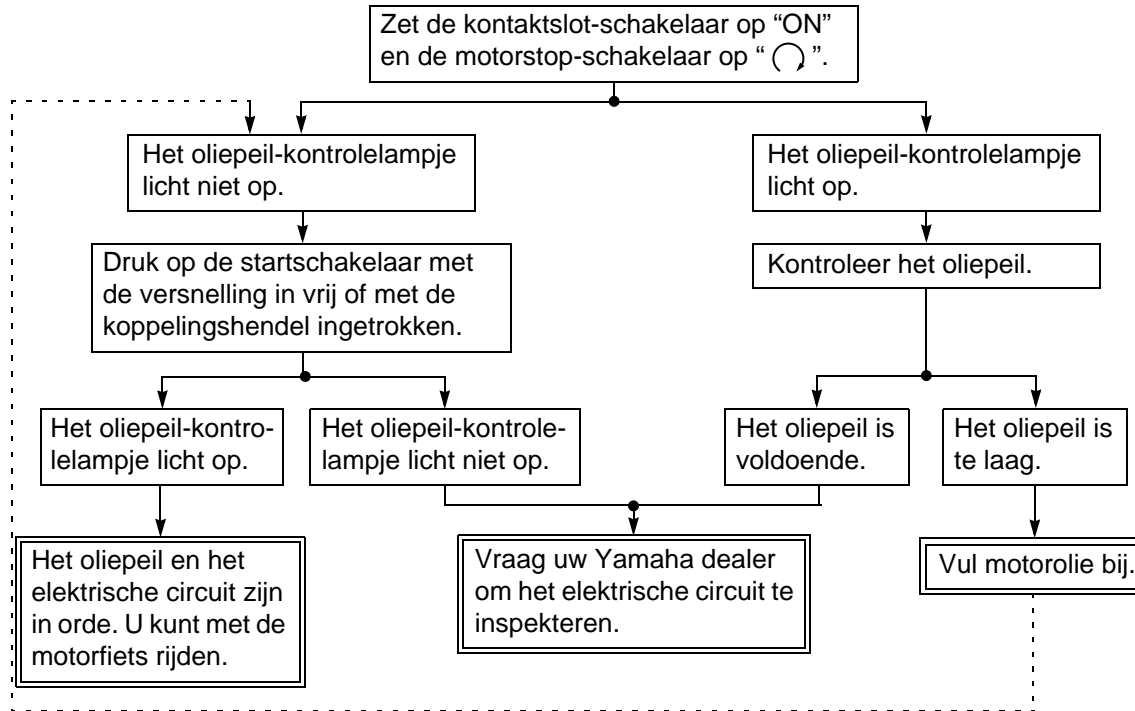 Zet de kontaktslot-schakelaar op “ON”
en de motorstop-schakelaar op “ ”.
Het oliepeil-kontrolelampje
licht niet op.
Het oliepeil-kontrolelampje
licht op.
Druk op de startschakelaar met
de versnelling in vrij of met de
koppelingshendel ingetrokken.
Kontroleer het oliepeil.
Het oliepeil-kontro-
lelampje licht op.
Het oliepeil-kontrole-
lampje licht niet op.
Het oliepeil is
voldoende.
Het oliepeil is
te laag.
Het oliepeil en het
elektrische circuit zijn
in orde. U kunt met de
motorfiets rijden.
Vraag uw Yamaha dealer
om het elektrische circuit te
inspekteren.
Vul motorolie bij.